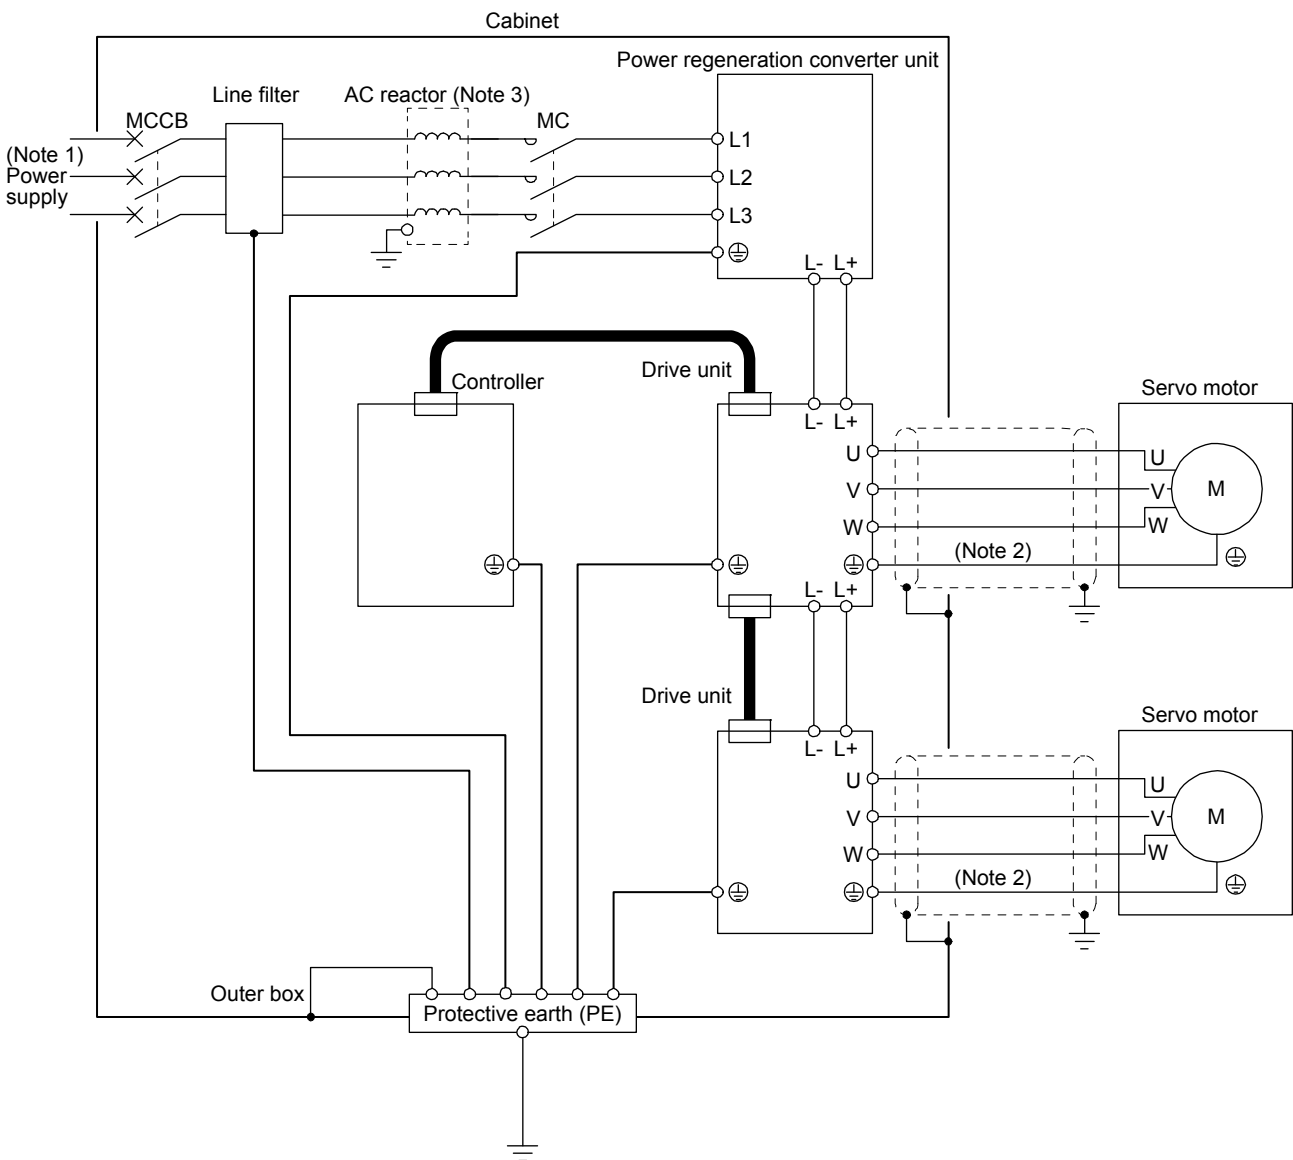 Cabinet
Power regeneration converter unit
Line filter
AC reactor (Note 3)
MCCB
MC
(Note 1)
Power
supply
L1
L2
L3
L- L+
Controller
Drive unit
L- L+
U
V
W
(Note 2)
Servo motor
U
V
W
M
L- L+
Drive unit
L- L+
U
V
W
(Note 2)
Servo motor
U
V
W
M
Outer box
Protective earth (PE)